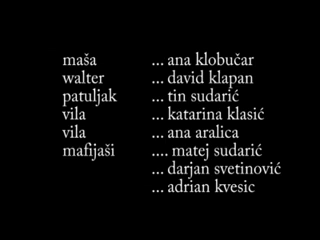 maša ... ana klobučar
walter ... david klapan
patuljak ... tin sudarić
vila ... katarina klasić
vila ... ana aralica
mafijaši .... matej sudarić
... darjan svetinović
... adrian kvesic